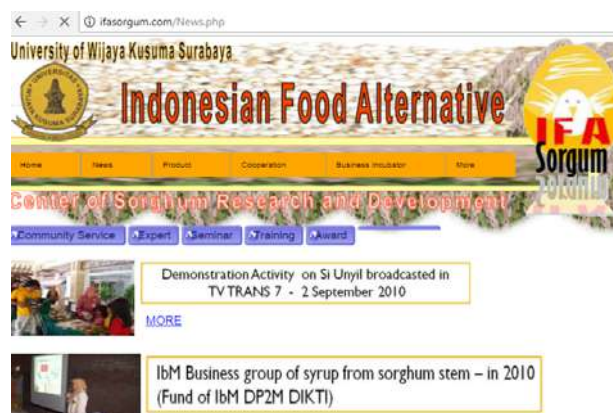 ifasorgum.com/News.php
University of Wijaya Kusuma Surabaya
Indonesian Food Alternative
IFA
Sorgum
Home News Product Cooperation Business Incubator More
Center of Sorghum Research and Development
Community Service Expert Seminar Training Award
Demonstration Activity on Si Unyil broadcasted in
TV TRANS 7 - 2 September 2010
MORE
IbM Business group of syrup from sorghum stem – in 2010
(Fund of IbM DP2M DIKTI)